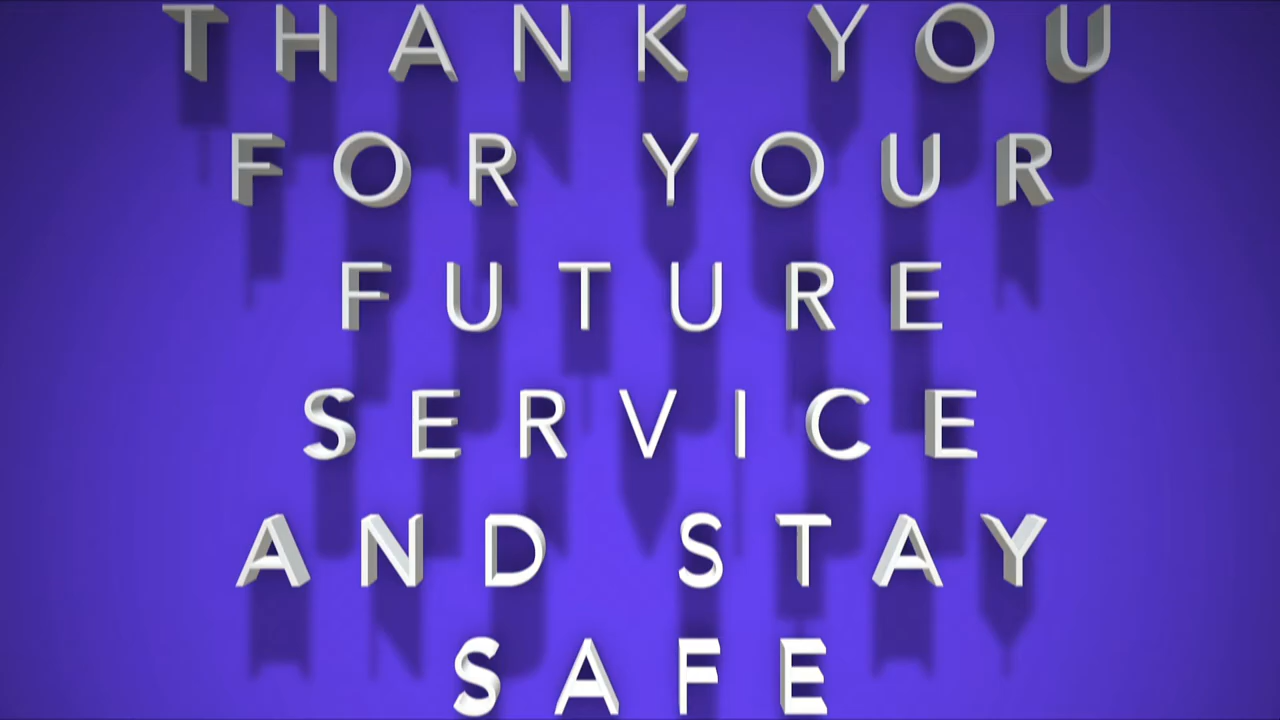 THANK YOU
FOR YOUR
FUTURE
SERVICE
AND STAY
SAFE